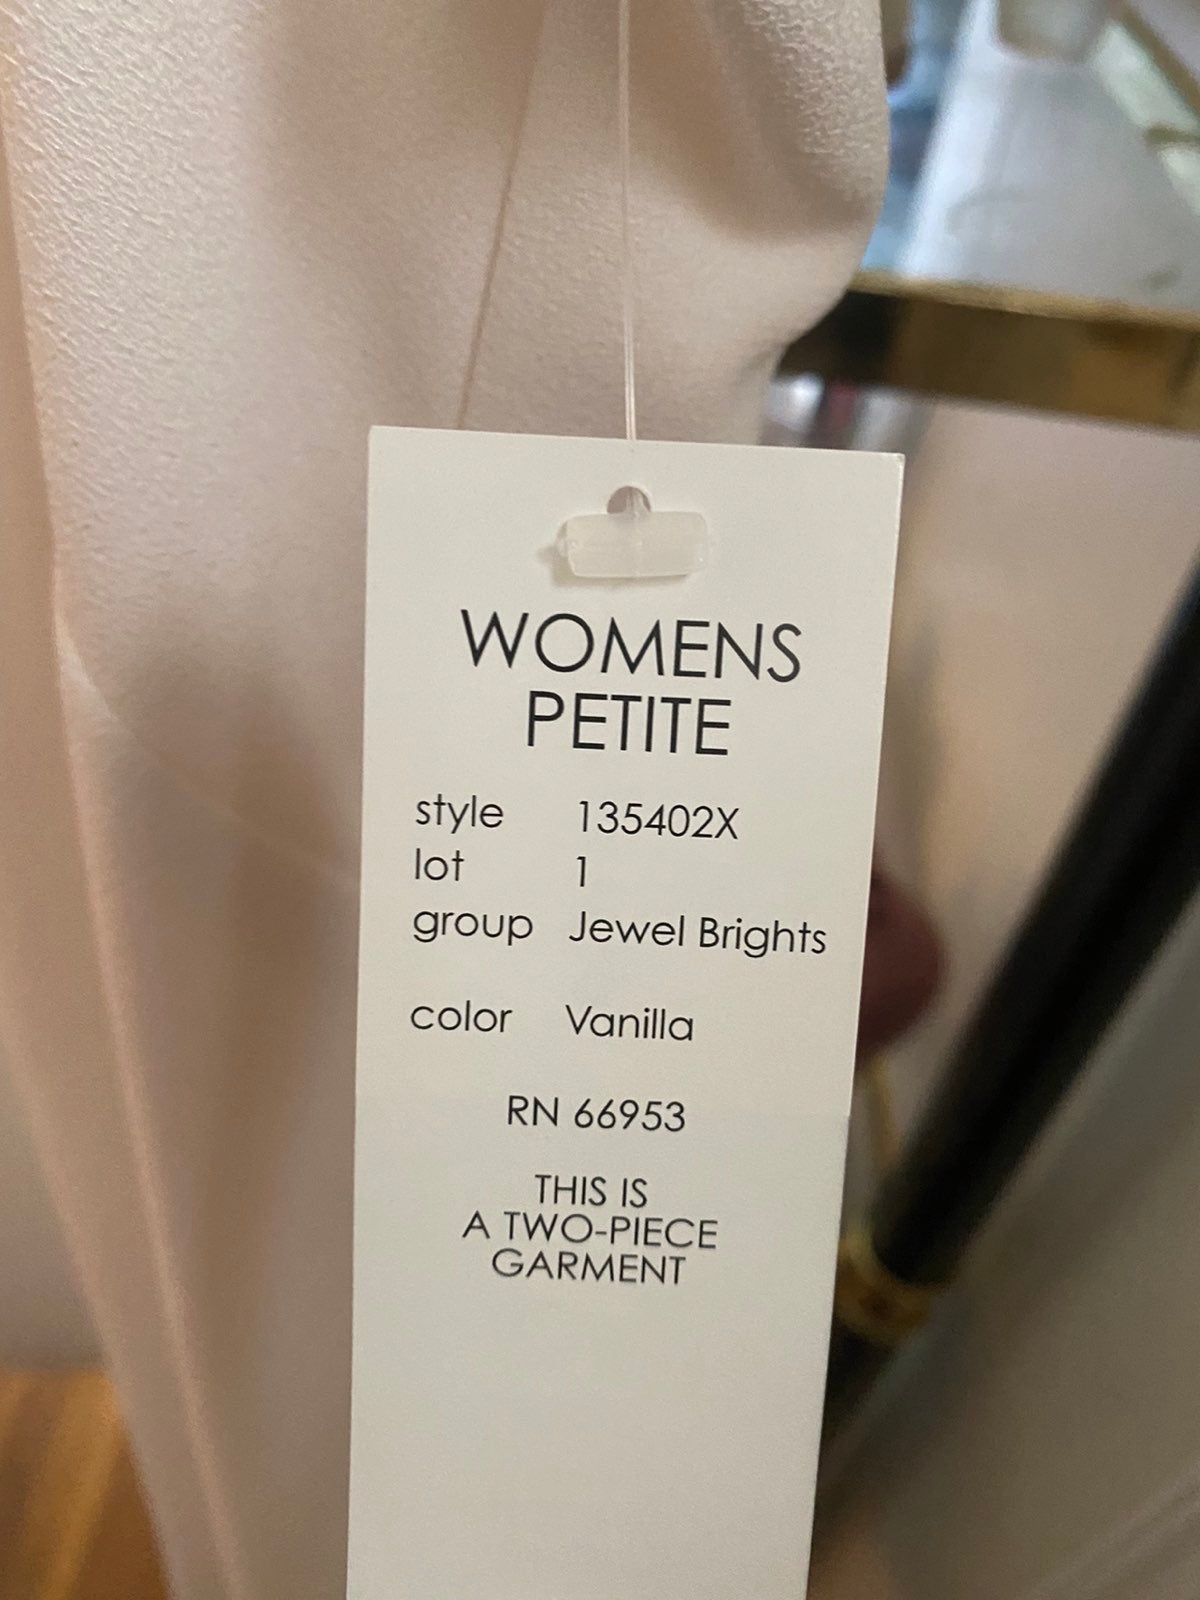 WOMENS
PETITE
style 135402X
lot 1
group Jewel Brights
color Vanilla
RN 66953
THIS IS
A TWO-PIECE
GARMENT